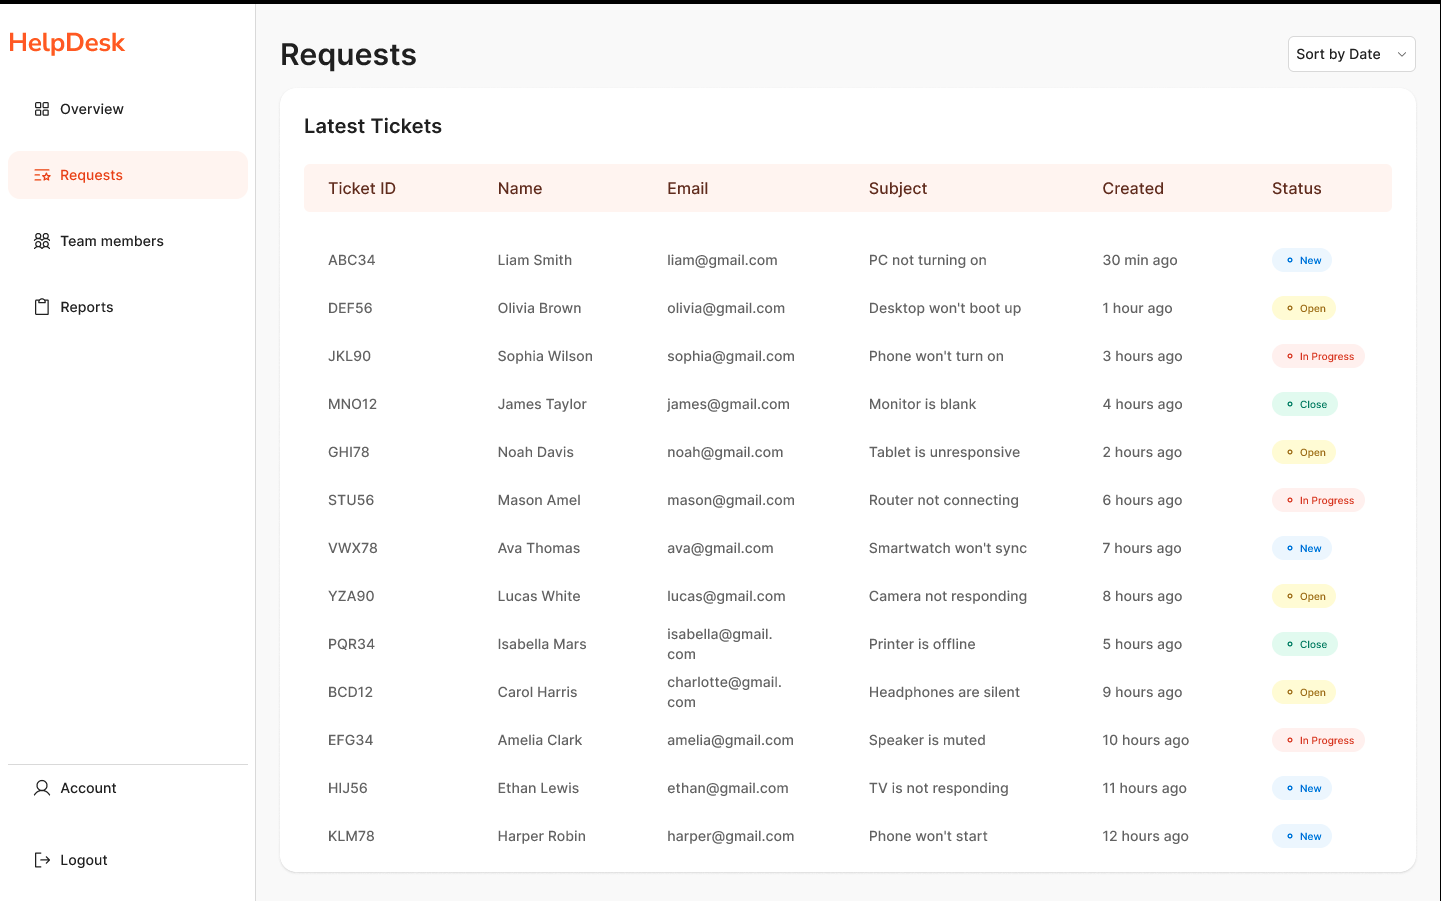 HelpDesk
Overview
Requests
Team members
Reports
Account
Logout
Requests
Sort by Date
Latest Tickets
Ticket ID Name Email Subject Created Status
ABC34 Liam Smith liam@gmail.com PC not turning on 30 min ago New
DEF56 Olivia Brown olivia@gmail.com Desktop won't boot up 1 hour ago Open
JKL90 Sophia Wilson sophia@gmail.com Phone won't turn on 3 hours ago In Progress
MNO12 James Taylor james@gmail.com Monitor is blank 4 hours ago Close
GHI78 Noah Davis noah@gmail.com Tablet is unresponsive 2 hours ago Open
STU56 Mason Amel mason@gmail.com Router not connecting 6 hours ago In Progress
VWX78 Ava Thomas ava@gmail.com Smartwatch won't sync 7 hours ago New
YZA90 Lucas White lucas@gmail.com Camera not responding 8 hours ago Open
PQR34 Isabella Mars isabella@gmail. Printer is offline 5 hours ago Close
com
BCD12 Carol Harris charlotte@gmail. Headphones are silent 9 hours ago Open
com
EFG34 Amelia Clark amelia@gmail.com Speaker is muted 10 hours ago In Progress
HIJ56 Ethan Lewis ethan@gmail.com TV is not responding 11 hours ago New
KLM78 Harper Robin harper@gmail.com Phone won't start 12 hours ago New